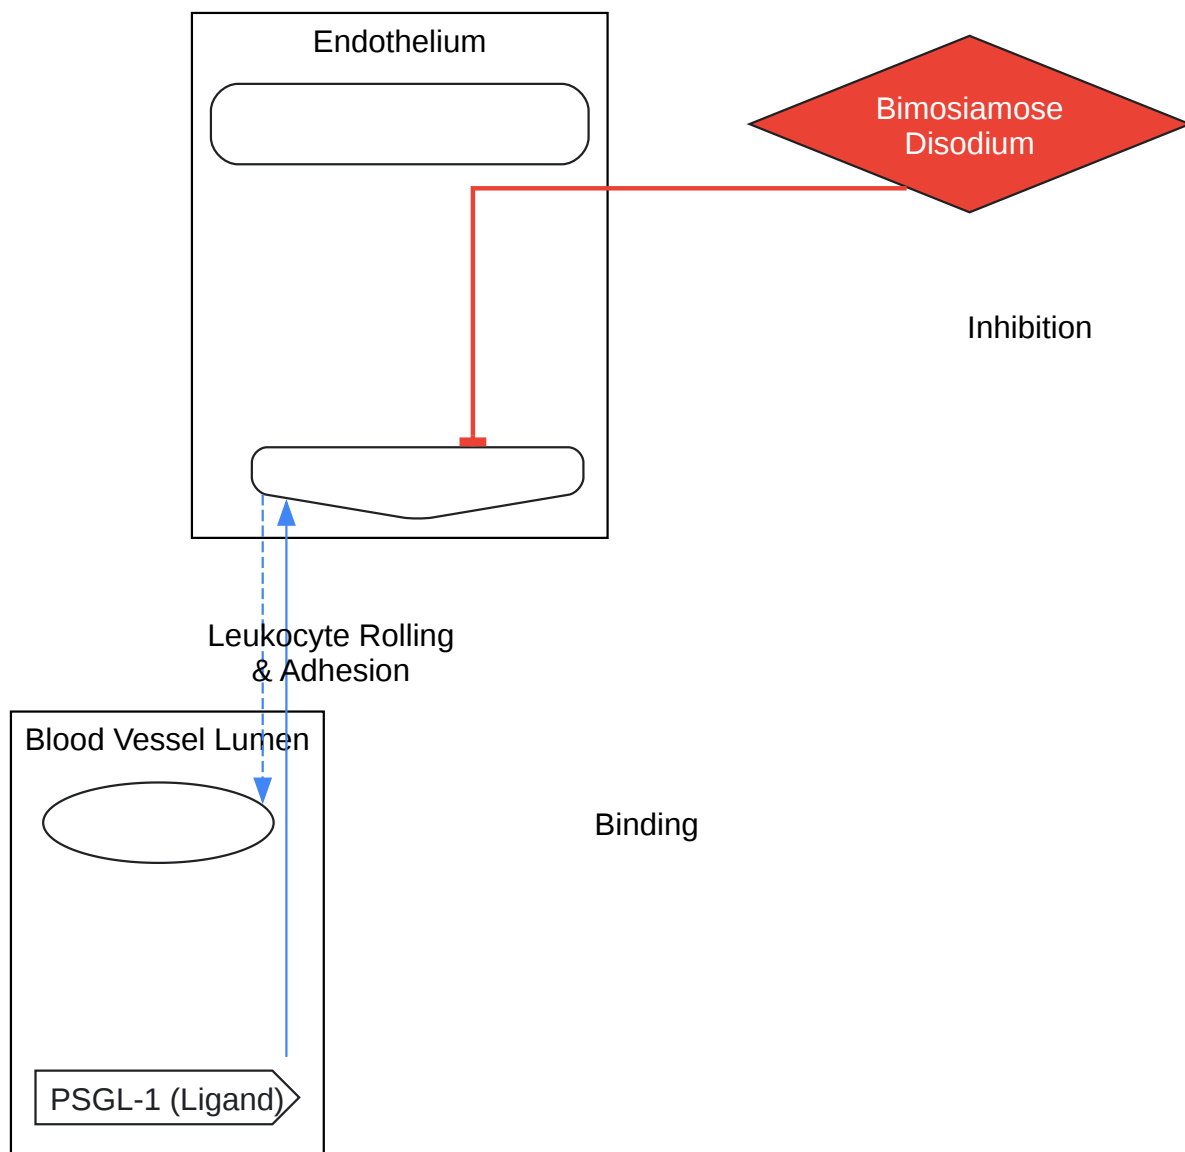 Endothelium
Bimosiamose
Disodium
Inhibition
Leukocyte Rolling
& Adhesion
Blood Vessel Lumen
Binding
PSGL-1 (Ligand)